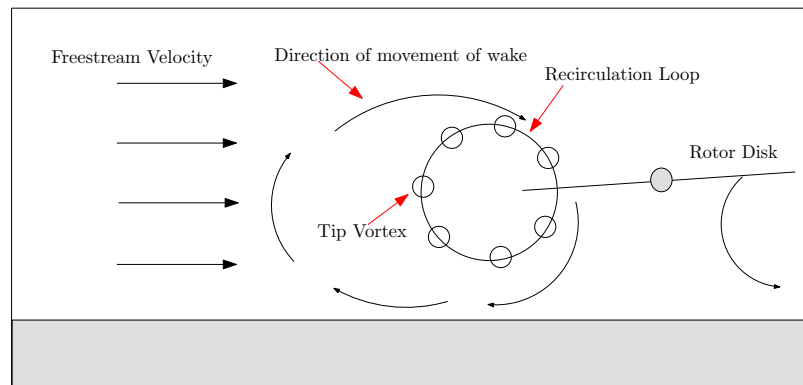 Freestream Velocity
Direction of movement of wake
Recirculation Loop
Rotor Disk
Tip Vortex